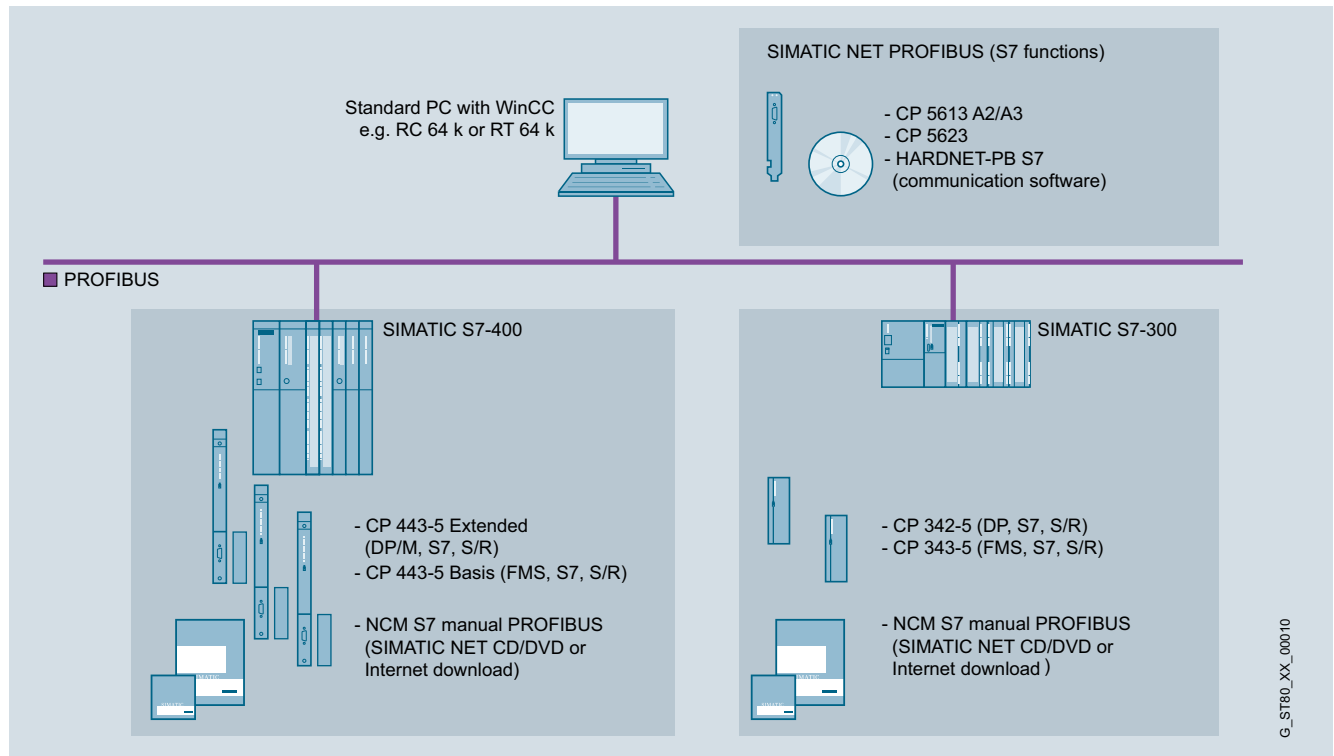 SIMATIC NET PROFIBUS (S7 functions)
Standard PC with WinCC
e.g. RC 64 k or RT 64 k
- CP 5613 A2/A3
- CP 5623
- HARDNET-PB S7
(communication software)
PROFIBUS
SIMATIC S7-400
- CP 443-5 Extended
(DP/M, S7, S/R)
- CP 443-5 Basis (FMS, S7, S/R)
- NCM S7 manual PROFIBUS
(SIMATIC NET CD/DVD or
Internet download)
SIMATIC
SIMATIC
SIMATIC S7-300
- CP 342-5 (DP, S7, S/R)
- CP 343-5 (FMS, S7, S/R)
- NCM S7 manual PROFIBUS
(SIMATIC NET CD/DVD or
Internet download )
SIMATIC
SIMATIC
G_ST80_XX_00010